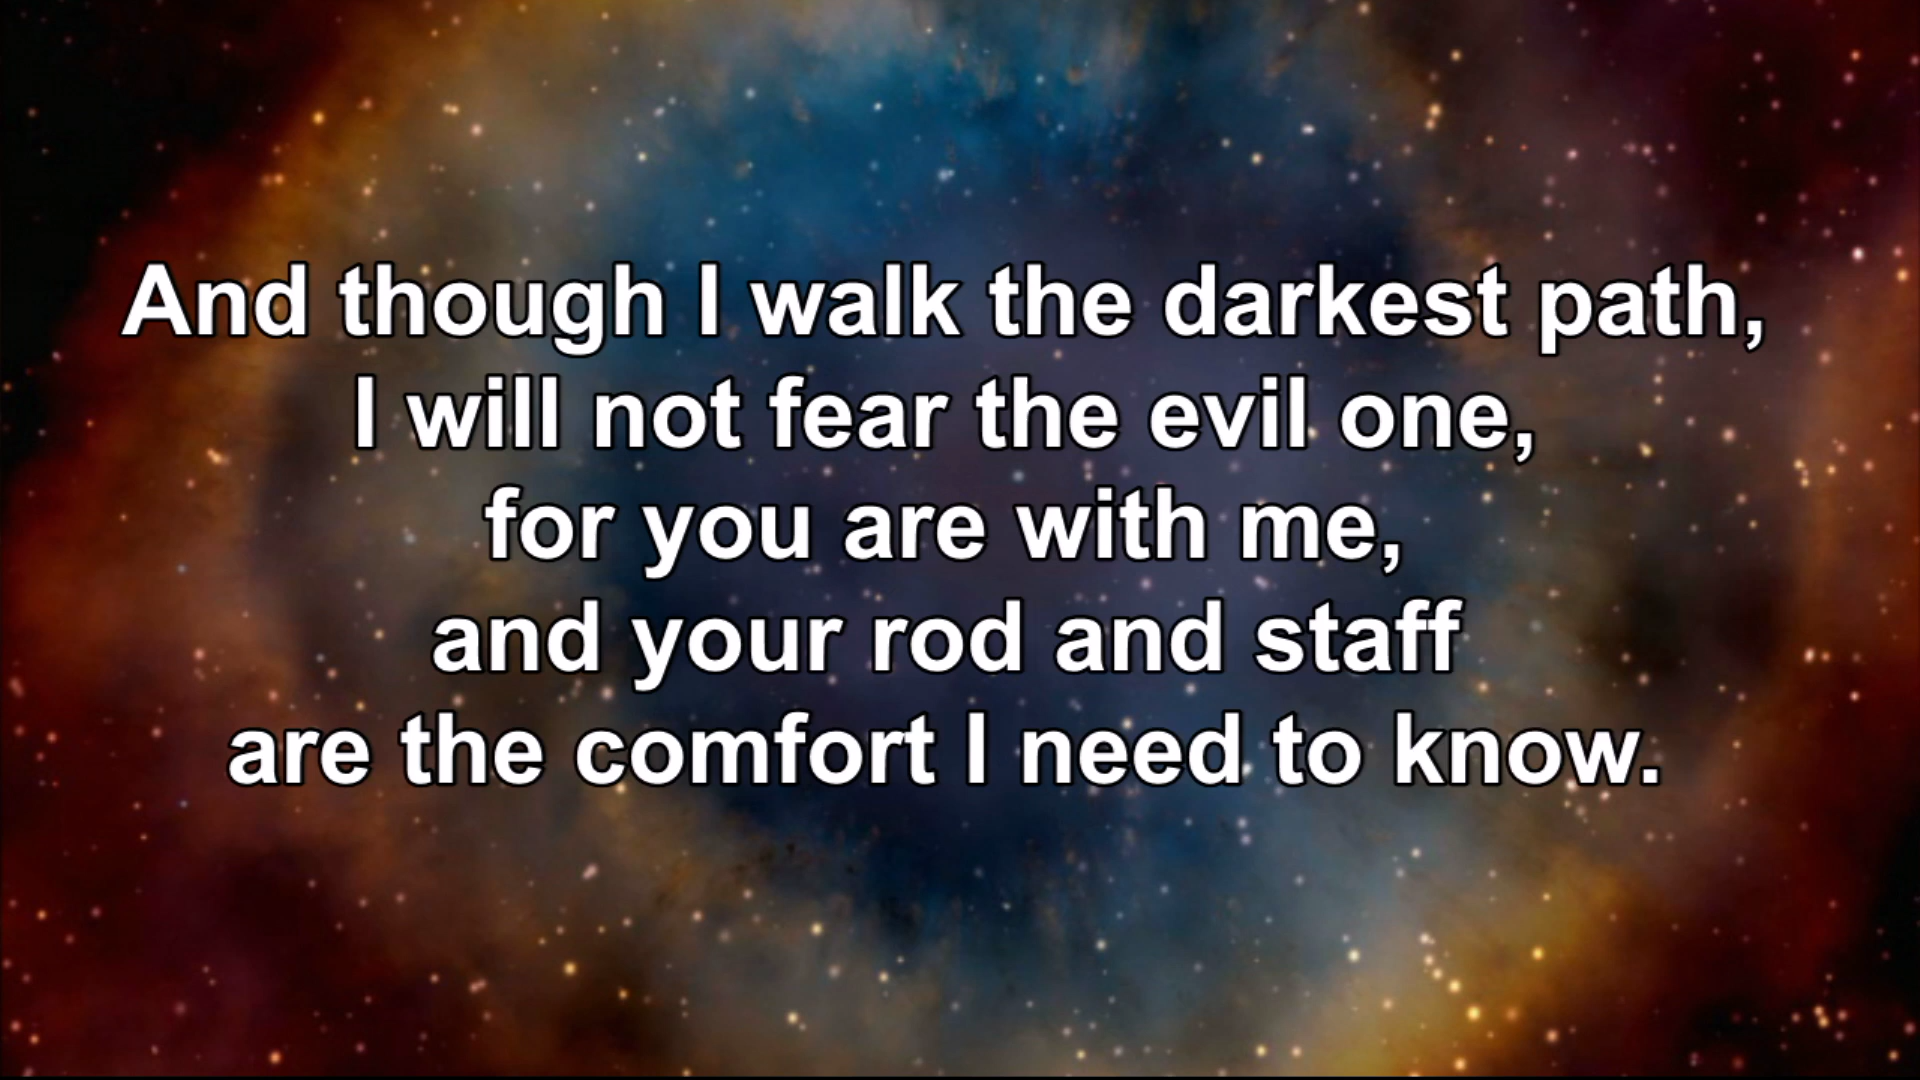 And though I walk the darkest path,
I will not fear the evil one,
for you are with me,
and your rod and staff
are the comfort I need to know.